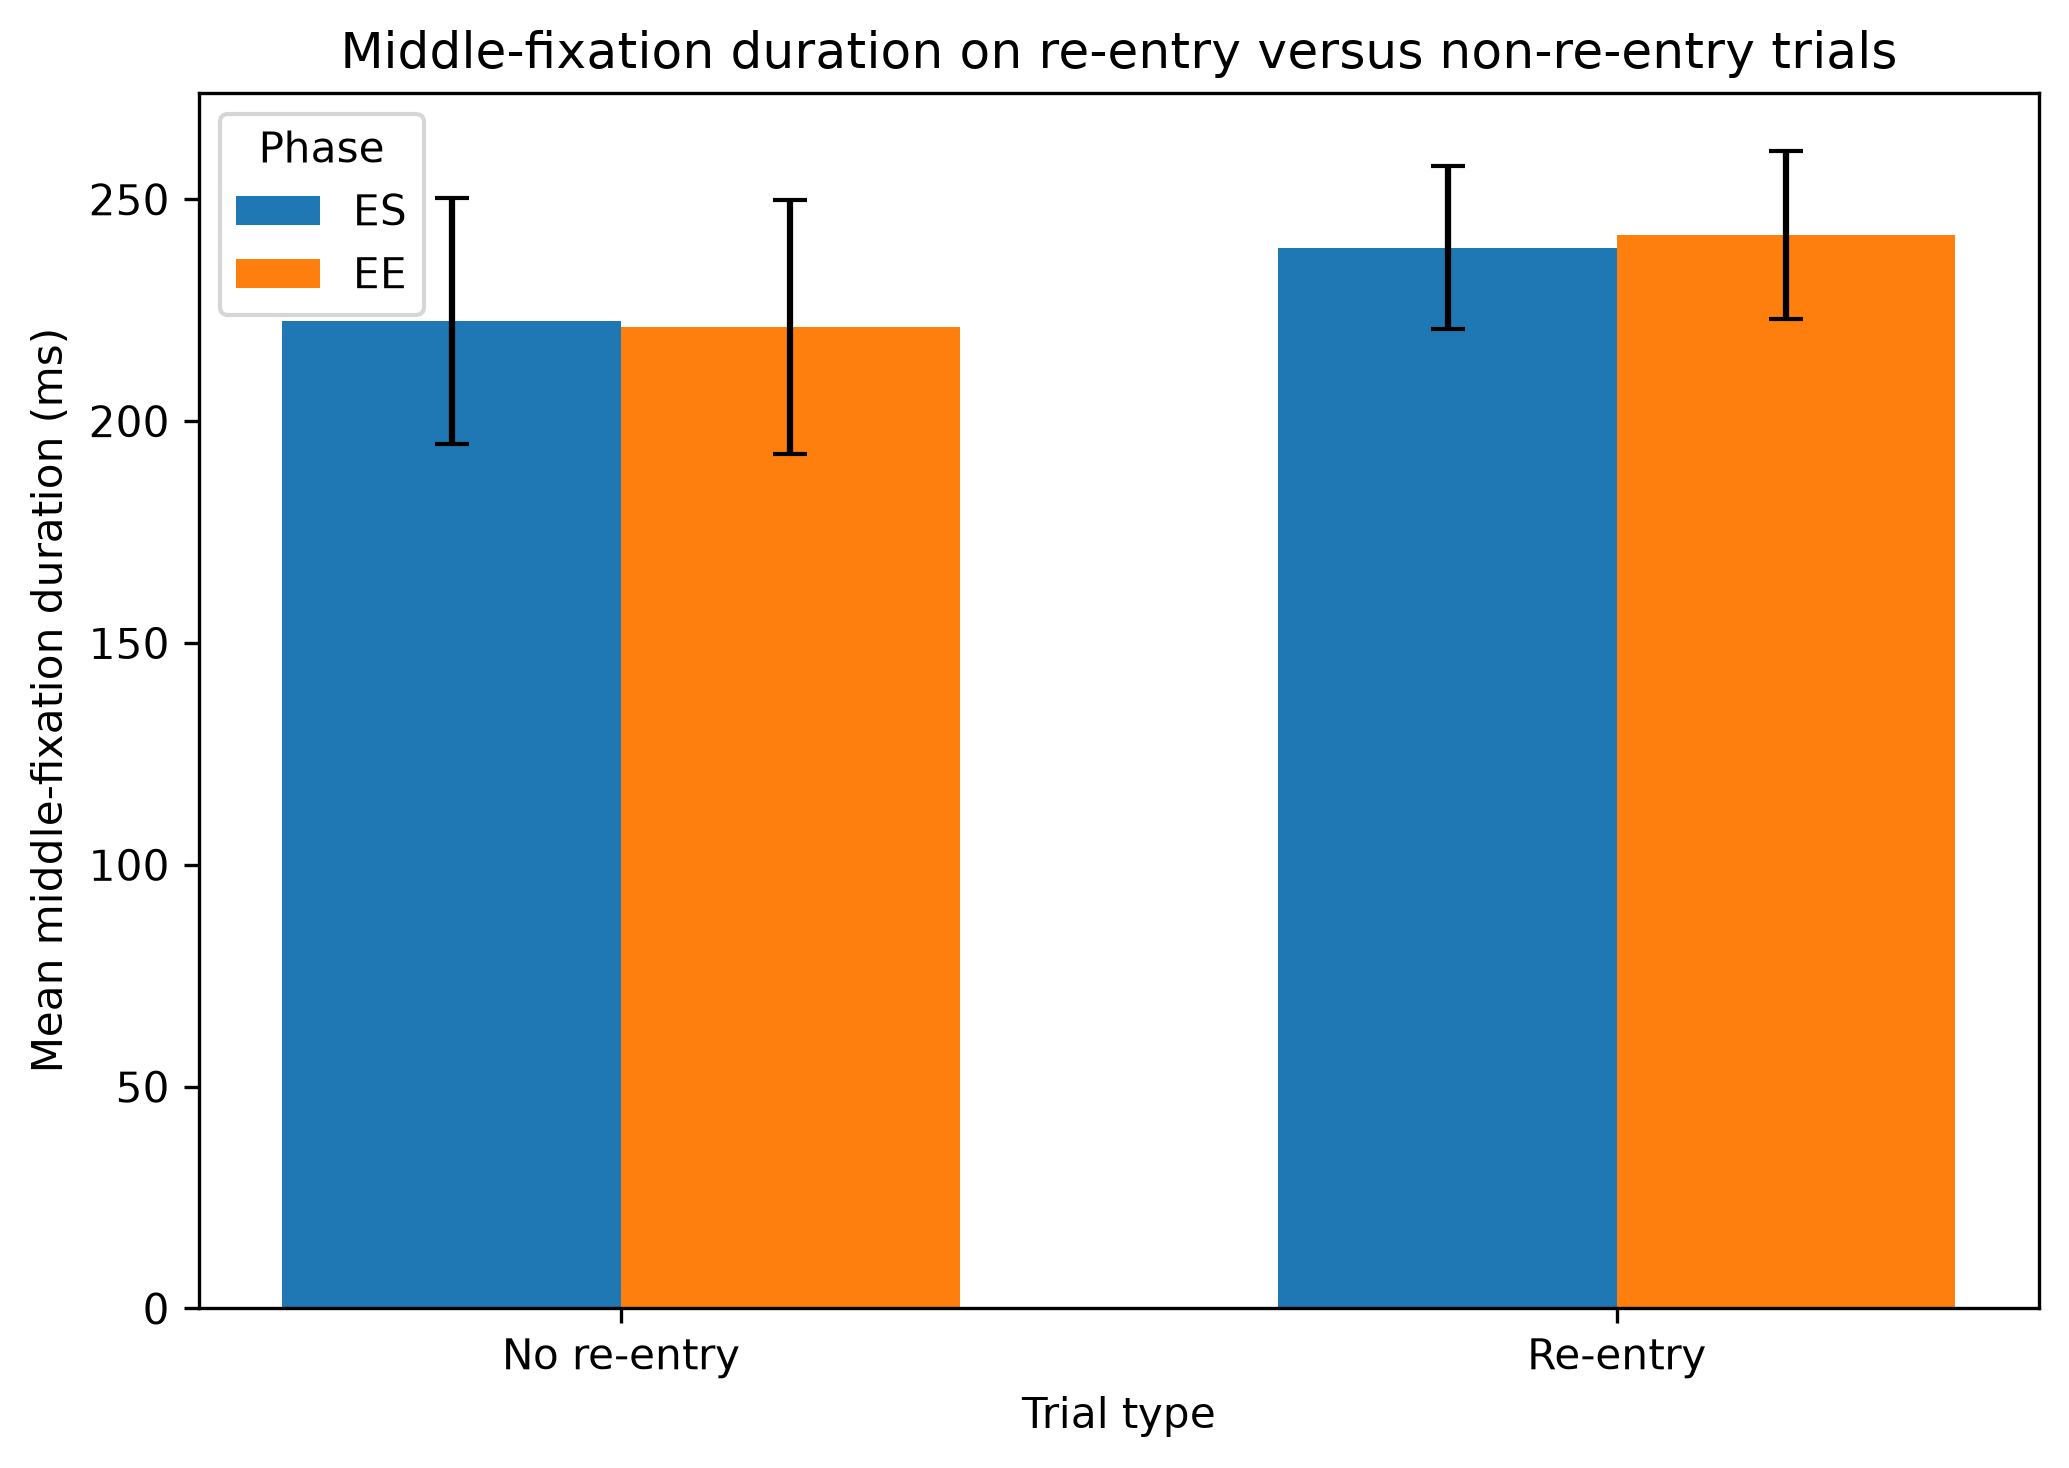 Middle-fixation duration on re-entry versus non-re-entry trials
Phase
ES
EE
250
200
150
100
50
0
Mean middle-fixation duration (ms)
No re-entry
Re-entry
Trial type